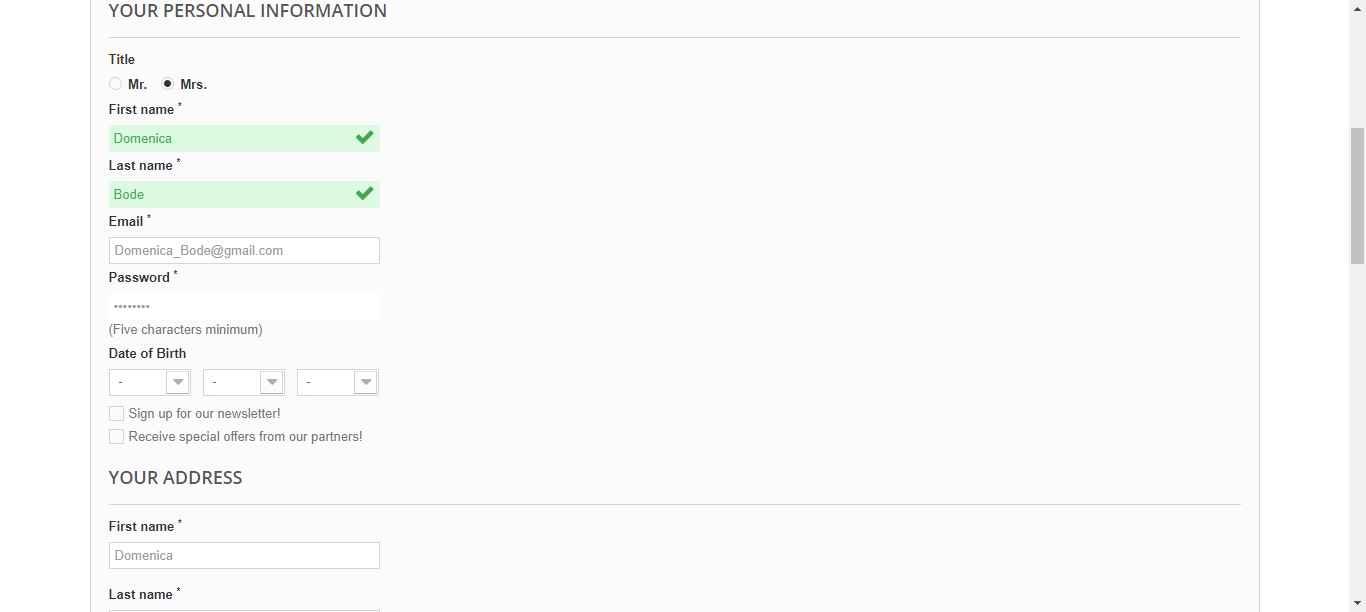 YOUR PERSONAL INFORMATION
Title
Mr. Mrs.
First name *
Domenica
Last name *
Bode
Email *
Domenica_Bode@gmail.com
Password *
••••••••
(Five characters minimum)
Date of Birth
- - -
Sign up for our newsletter!
Receive special offers from our partners!
YOUR ADDRESS
First name *
Domenica
Last name *